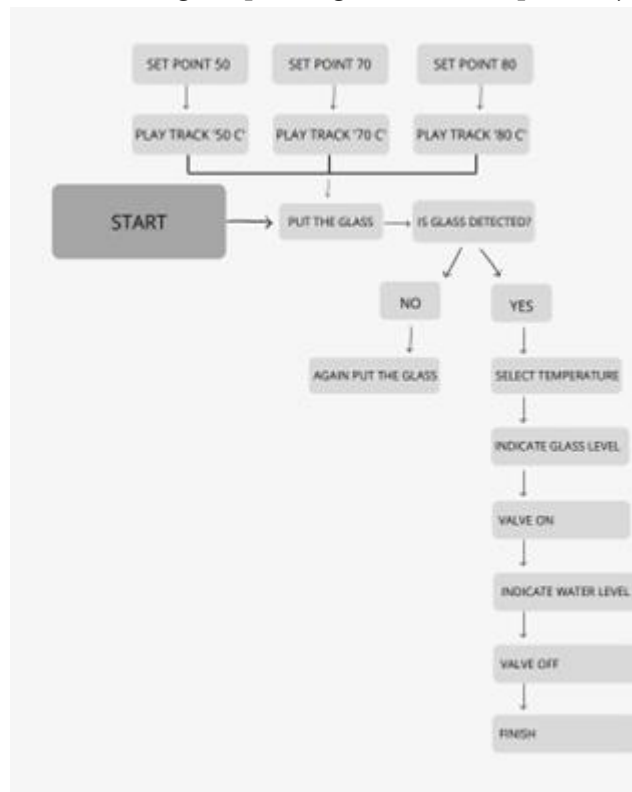 SET POINT 50
SET POINT 70
SET POINT 80
PLAY TRACK '50 C'
PLAY TRACK '70 C'
PLAY TRACK '80 C'
START
PUT THE GLASS
IS GLASS DETECTED?
NO
YES
AGAIN PUT THE GLASS
SELECT TEMPERATURE
INDICATE GLASS LEVEL
VALVE ON
INDICATE WATER LEVEL
VALVE OFF
FINISH